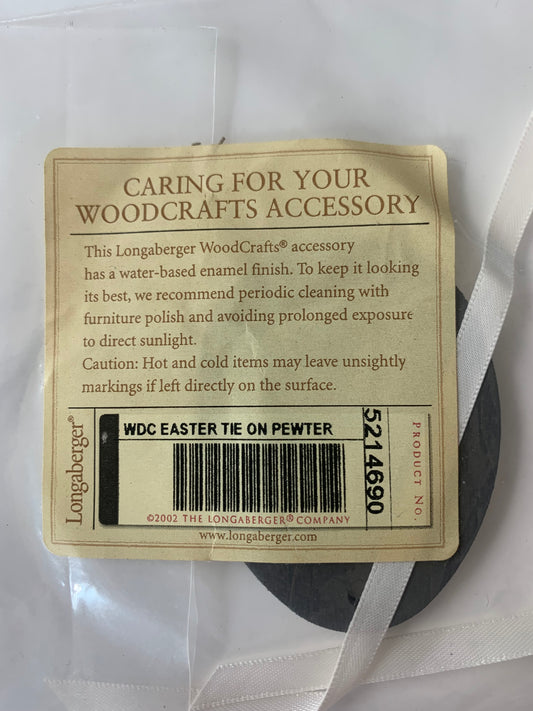 CARING FOR YOUR
WOODCRAFTS ACCESSORY
This Longaberger WoodCrafts® accessory
has a water-based enamel finish. To keep it looking
its best, we recommend periodic cleaning with
furniture polish and avoiding prolonged exposure
to direct sunlight.
Caution: Hot and cold items may leave unsightly
markings if left directly on the surface.
Longaberger®
WDC EASTER TIE ON PEWTER
5214690
PRODUCT NO.
©2002 THE LONGABERGER® COMPANY
www.longaberger.com